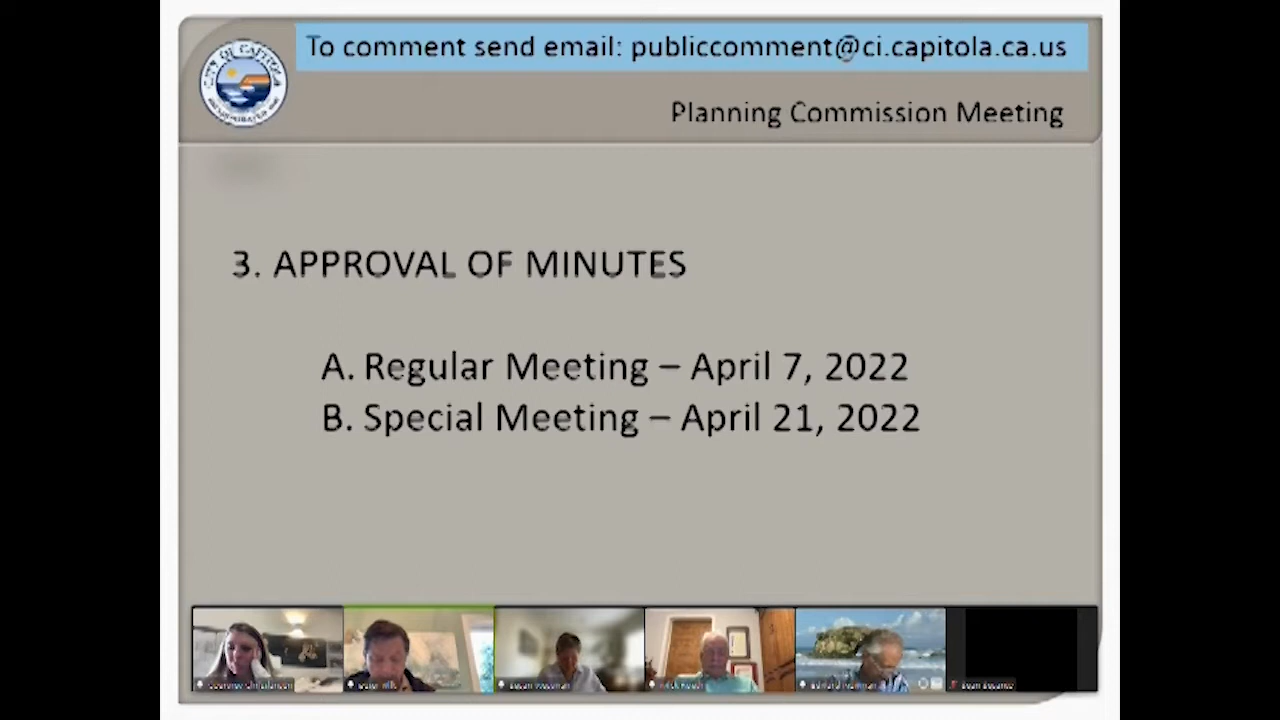 To comment send email: publiccomment@ci.capitola.ca.us
Planning Commission Meeting
3. APPROVAL OF MINUTES
A. Regular Meeting – April 7, 2022
B. Special Meeting – April 21, 2022